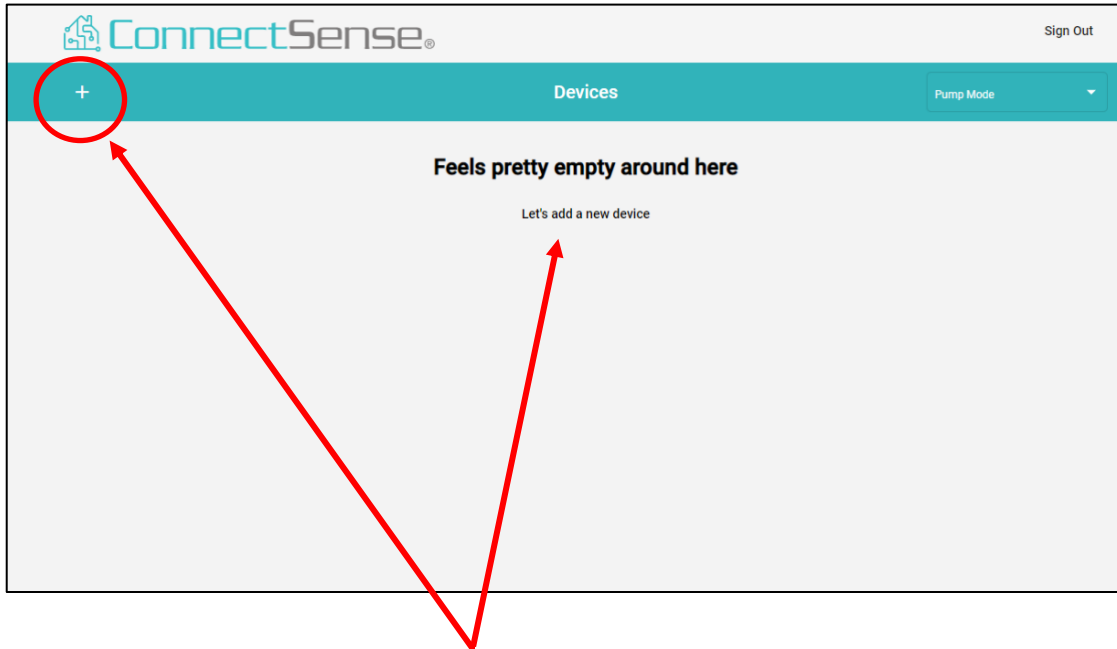 ConnectSense®
Sign Out
+
Devices
Pump Mode
Feels pretty empty around here
Let's add a new device